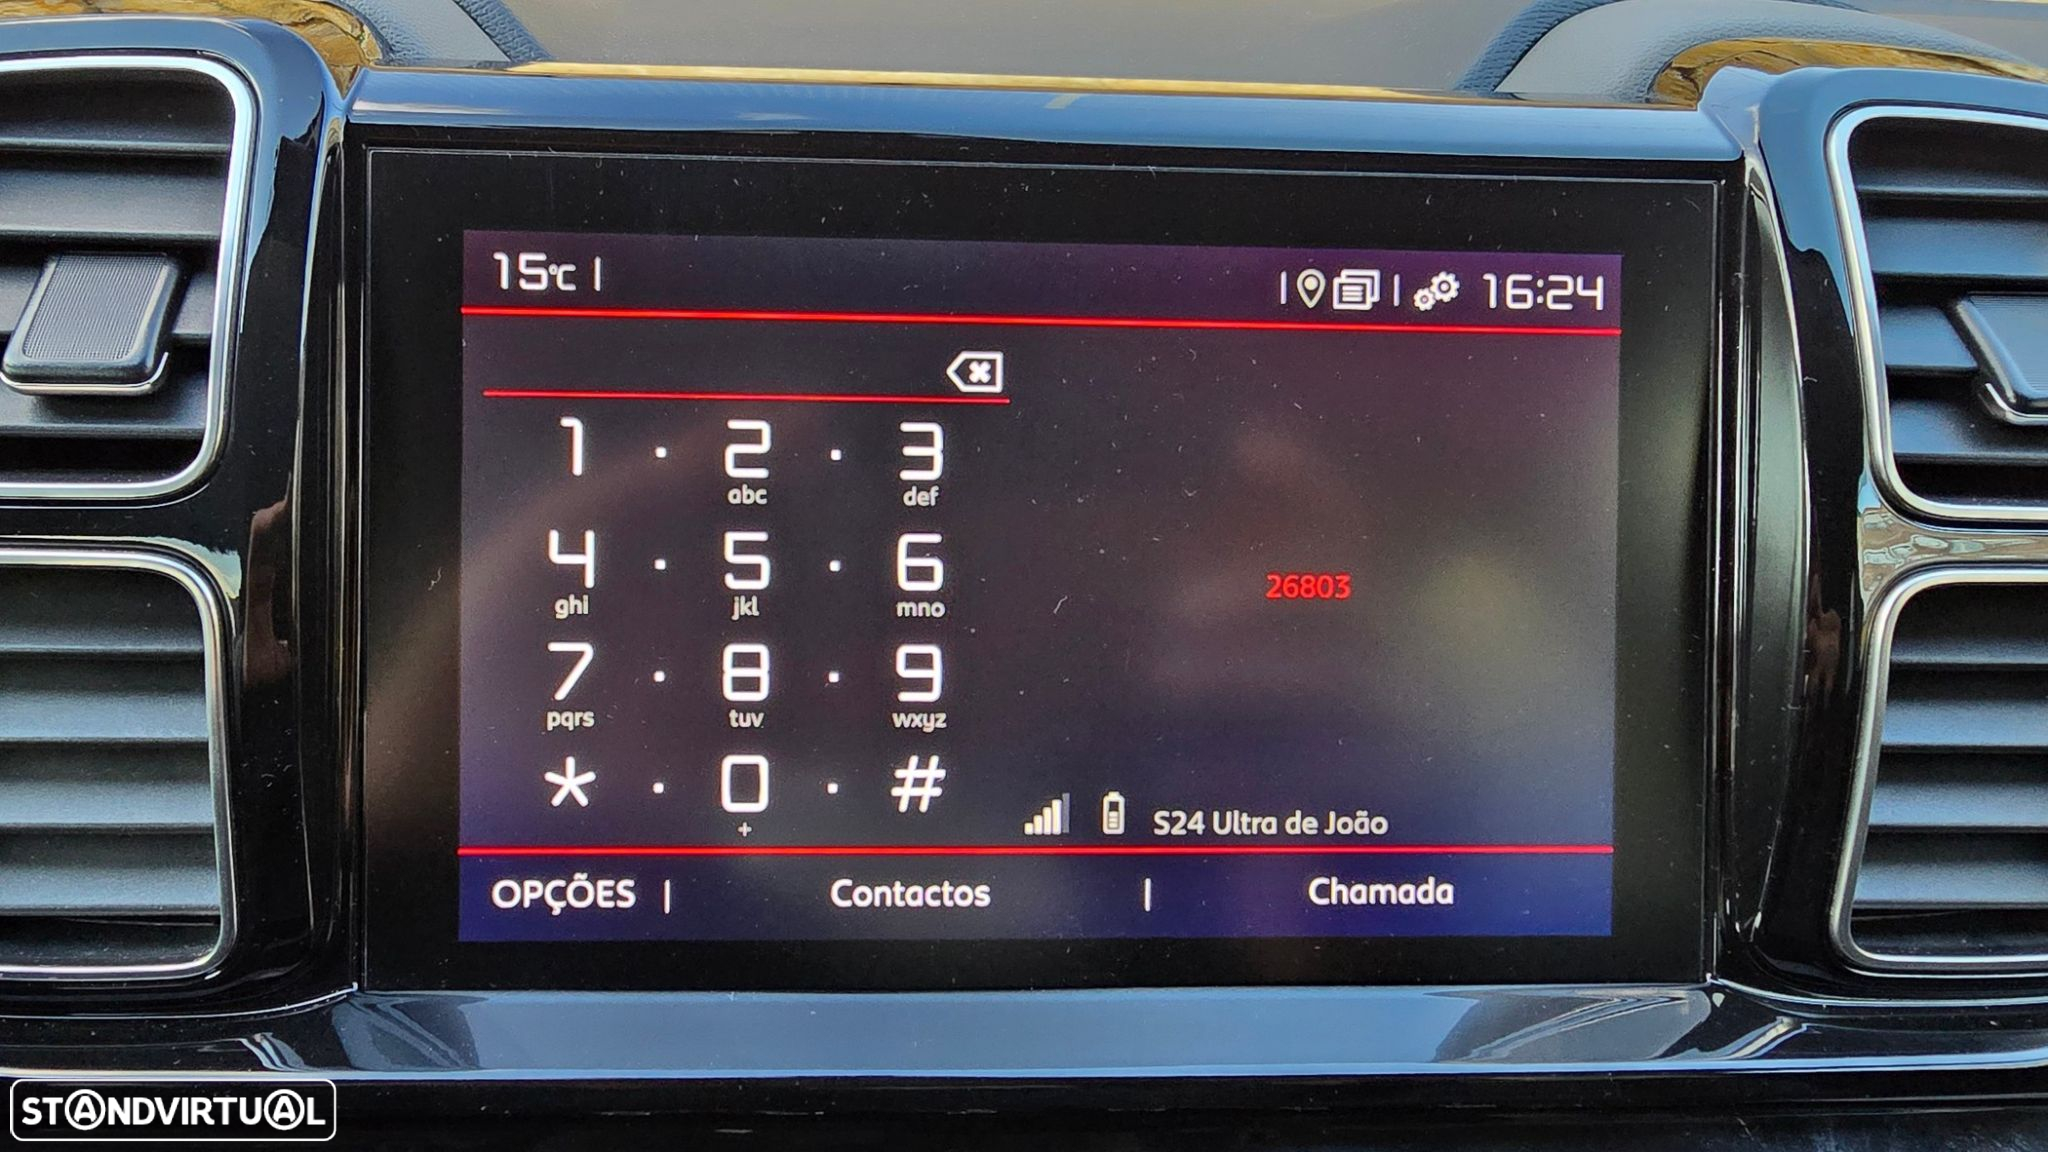 15°C
16:24
1 2 3
abc def
4 5 6
ghi jkl mno
7 8 9
pqrs tuv wxyz
* 0 #
+
26803
S24 Ultra de João
OPÇÕES | Contactos | Chamada
STANDVIRTUAL